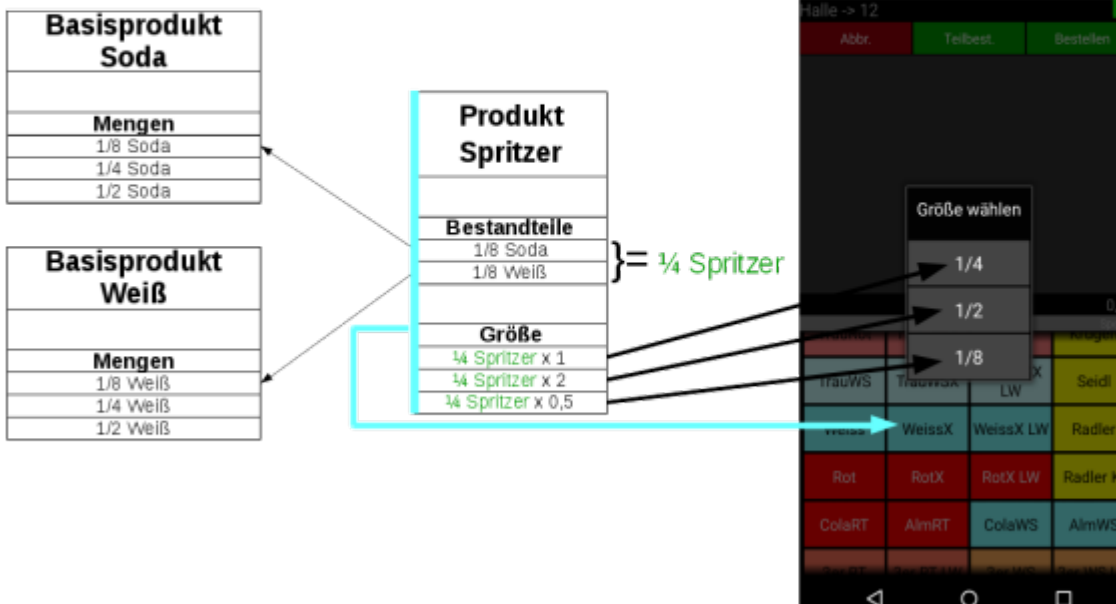 Basisprodukt
Soda
Mengen
1/8 Soda
1/4 Soda
1/2 Soda
Basisprodukt
Weiß
Mengen
1/8 Weiß
1/4 Weiß
1/2 Weiß
Produkt
Spritzer
Bestandteile
1/8 Soda
1/8 Weiß
}= ¼ Spritzer
Größe
¼ Spritzer x 1
¼ Spritzer x 2
¼ Spritzer x 0,5
Halle -> 12
Abbr. Teilbest. Bestellen
Größe wählen
1/4
1/2
1/8
TrauWS TrauWSX X LW Seidl
Weiss WeissX WeissX LW Radler
Rot RotX RotX LW Radler
ColaRT AlmRT ColaWS AlmWS